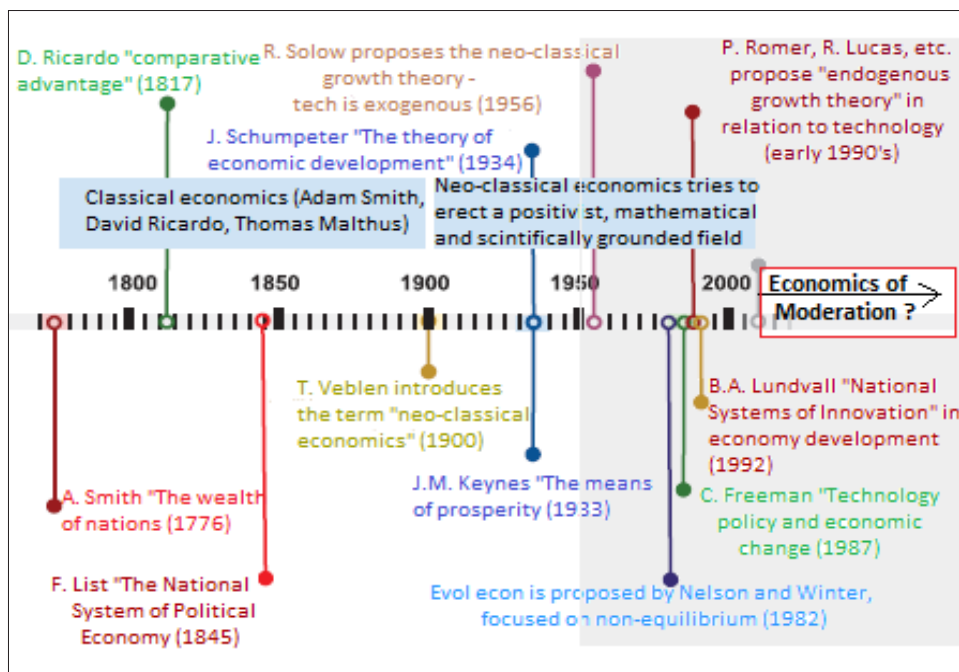 D. Ricardo "comparative
advantage" (1817)
R. Solow proposes the neo-classical
growth theory -
tech is exogenous (1956)
P. Romer, R. Lucas, etc.
propose "endogenous
growth theory" in
relation to technology
(early 1990's)
J. Schumpeter "The theory of
economic development" (1934)
Classical economics (Adam Smith,
David Ricardo, Thomas Malthus)
Neo-classical economics tries to
erect a positivist, mathematical
and scintifically grounded field
1800
1850
1900
1950
2000
Economics of
Moderation ?
T. Veblen introduces
the term "neo-classical
economics" (1900)
B.A. Lundvall "National
Systems of Innovation" in
economy development
(1992)
A. Smith "The wealth
of nations (1776)
J.M. Keynes "The means
of prosperity (1933)
C. Freeman "Technology
policy and economic
change (1987)
F. List "The National
System of Political
Economy (1845)
Evol econ is proposed by Nelson and Winter,
focused on non-equilibrium (1982)